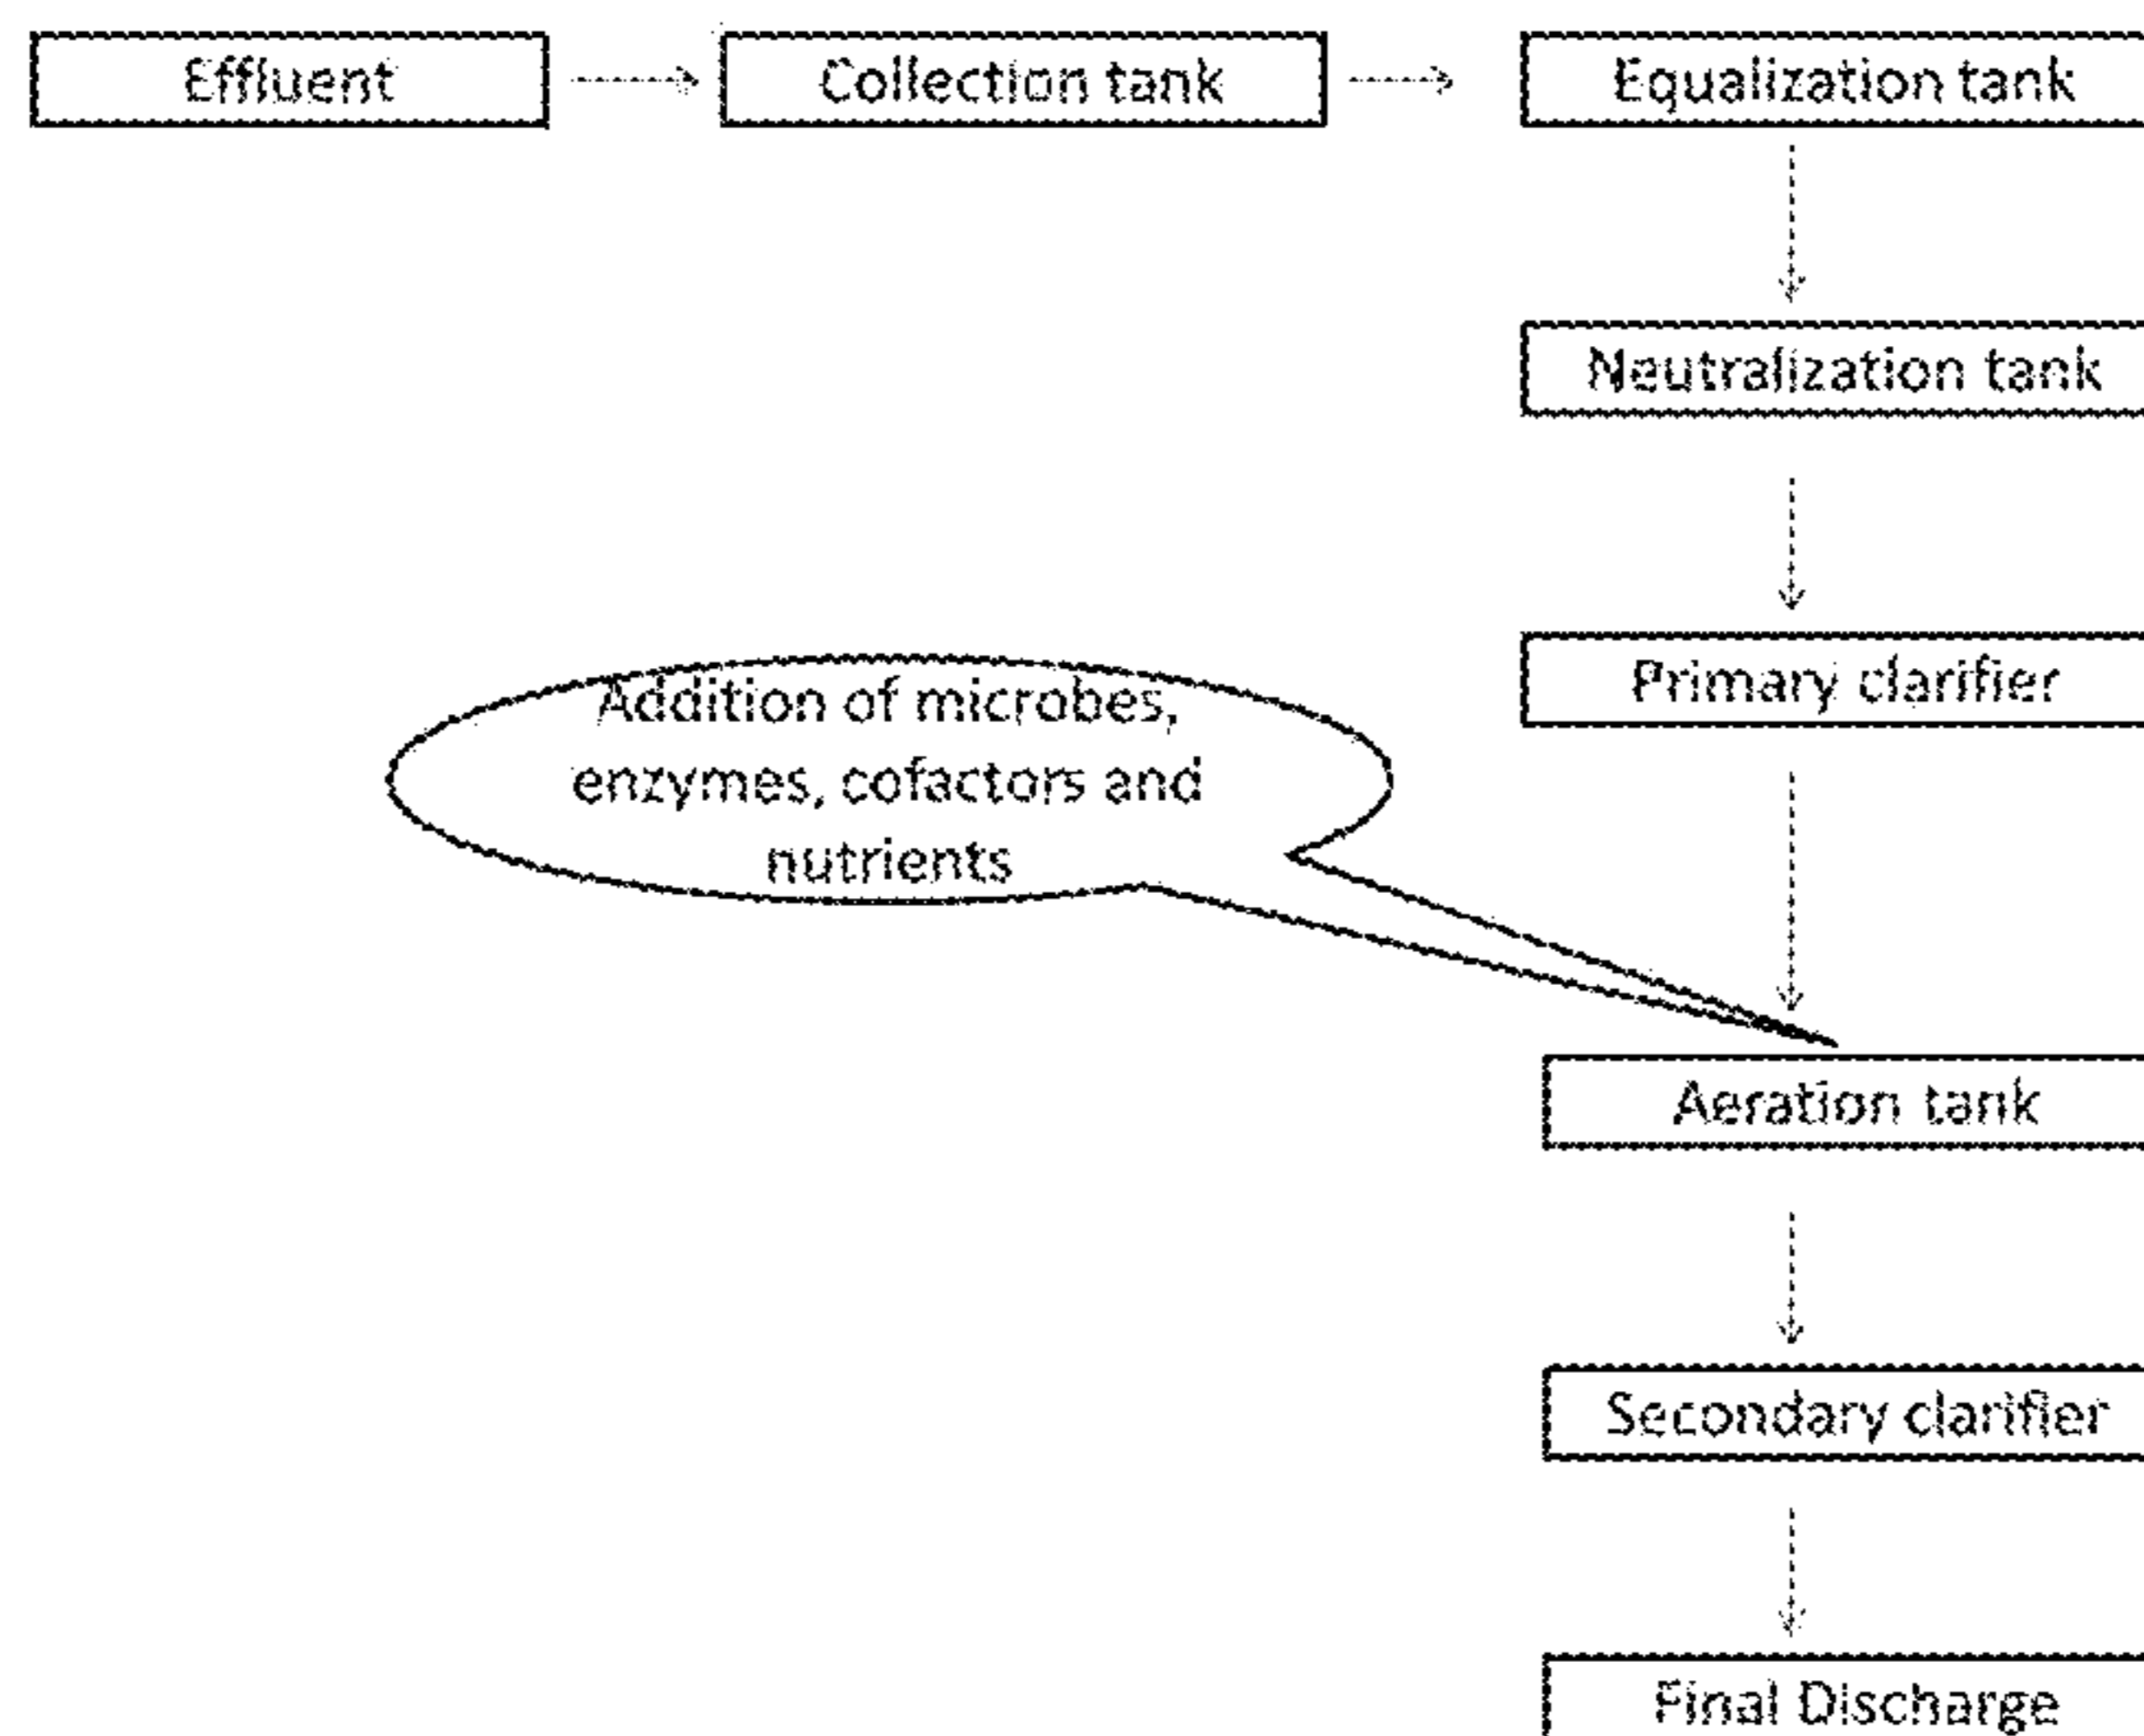 Effluent
Collection tank
Equalization tank
Neutralization tank
Primary clarifier
Addition of microbes,
enzymes, cofactors and
nutrients
Aeration tank
Secondary clarifier
Final Discharge